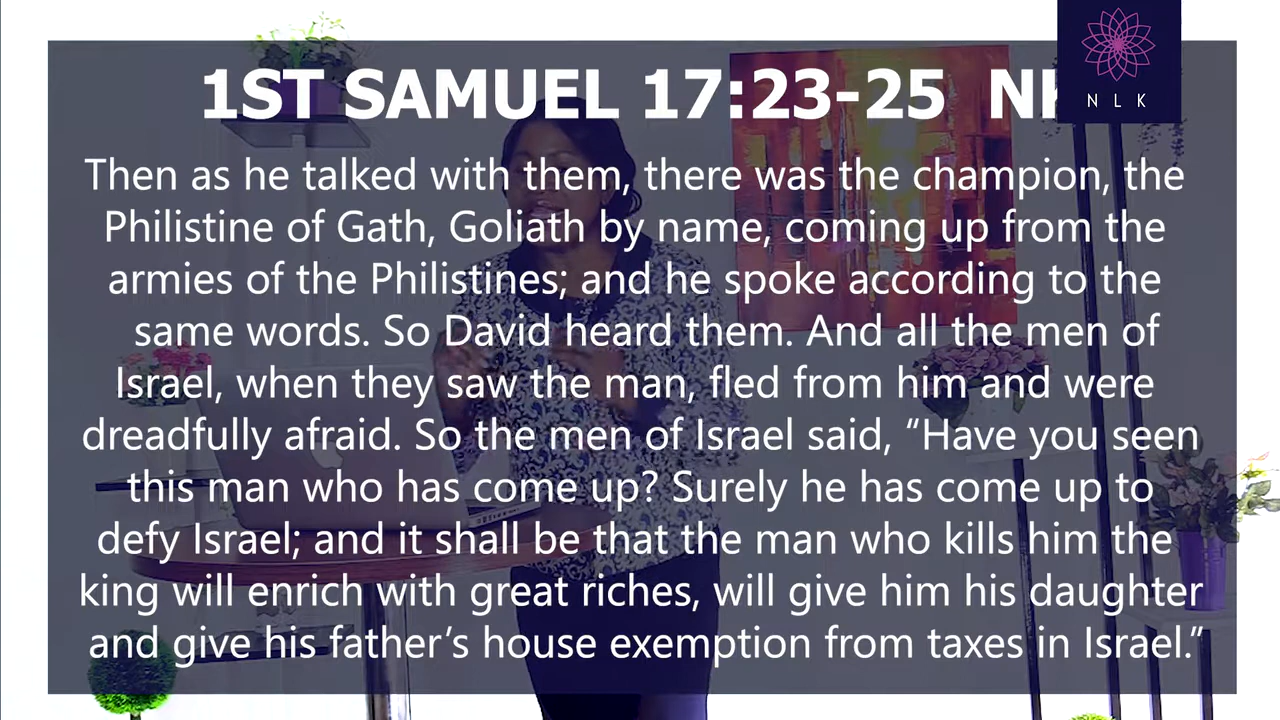 1ST SAMUEL 17:23-25 NK
N L K
Then as he talked with them, there was the champion, the
Philistine of Gath, Goliath by name, coming up from the
armies of the Philistines; and he spoke according to the
same words. So David heard them. And all the men of
Israel, when they saw the man, fled from him and were
dreadfully afraid. So the men of Israel said, “Have you seen
this man who has come up? Surely he has come up to
defy Israel; and it shall be that the man who kills him the
king will enrich with great riches, will give him his daughter
and give his father’s house exemption from taxes in Israel.”